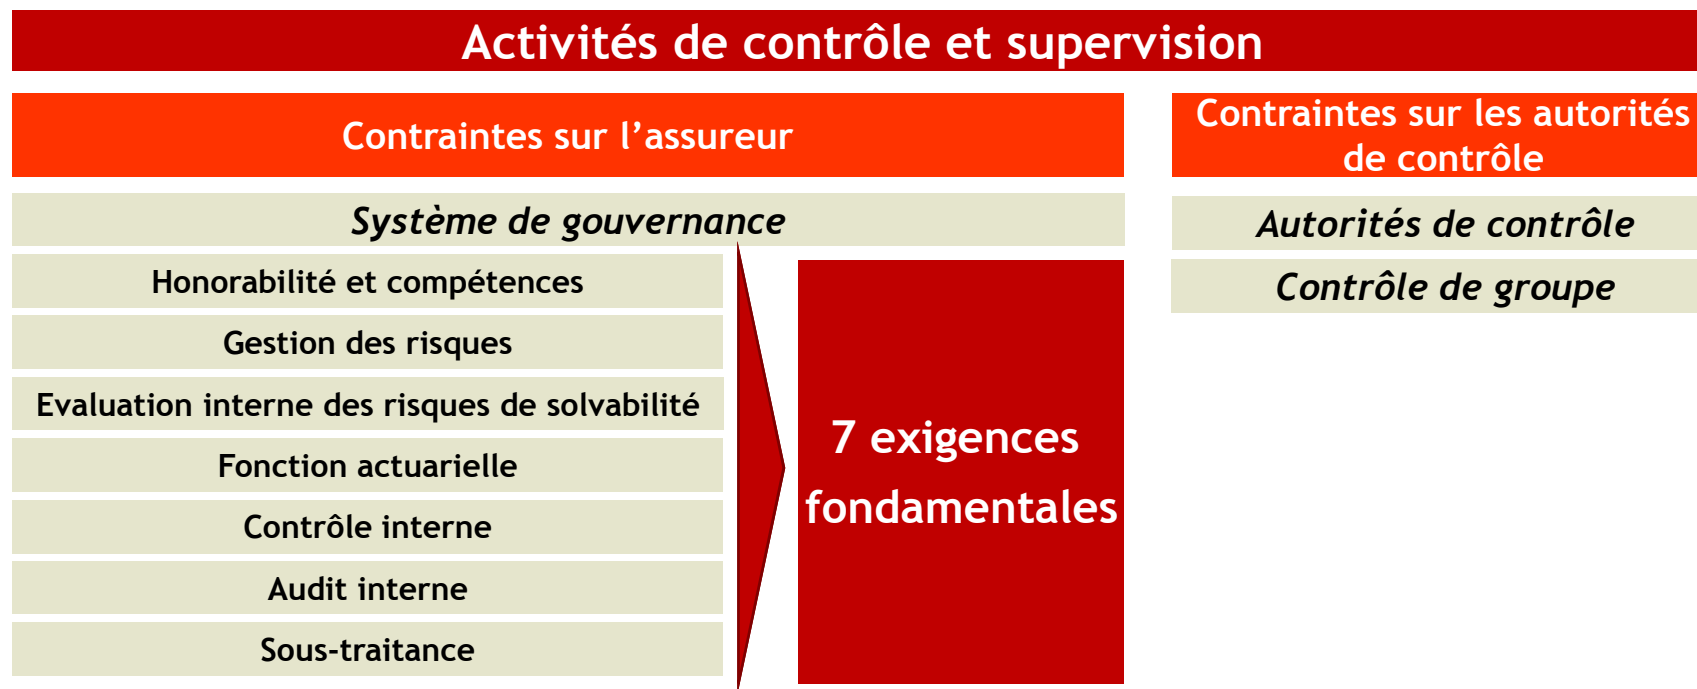 Activités de contrôle et supervision
Contraintes sur l’assureur
Contraintes sur les autorités
de contrôle
Système de gouvernance
Autorités de contrôle
Contrôle de groupe
Honorabilité et compétences
Gestion des risques
Evaluation interne des risques de solvabilité
Fonction actuarielle
Contrôle interne
Audit interne
Sous-traitance
7 exigences
fondamentales